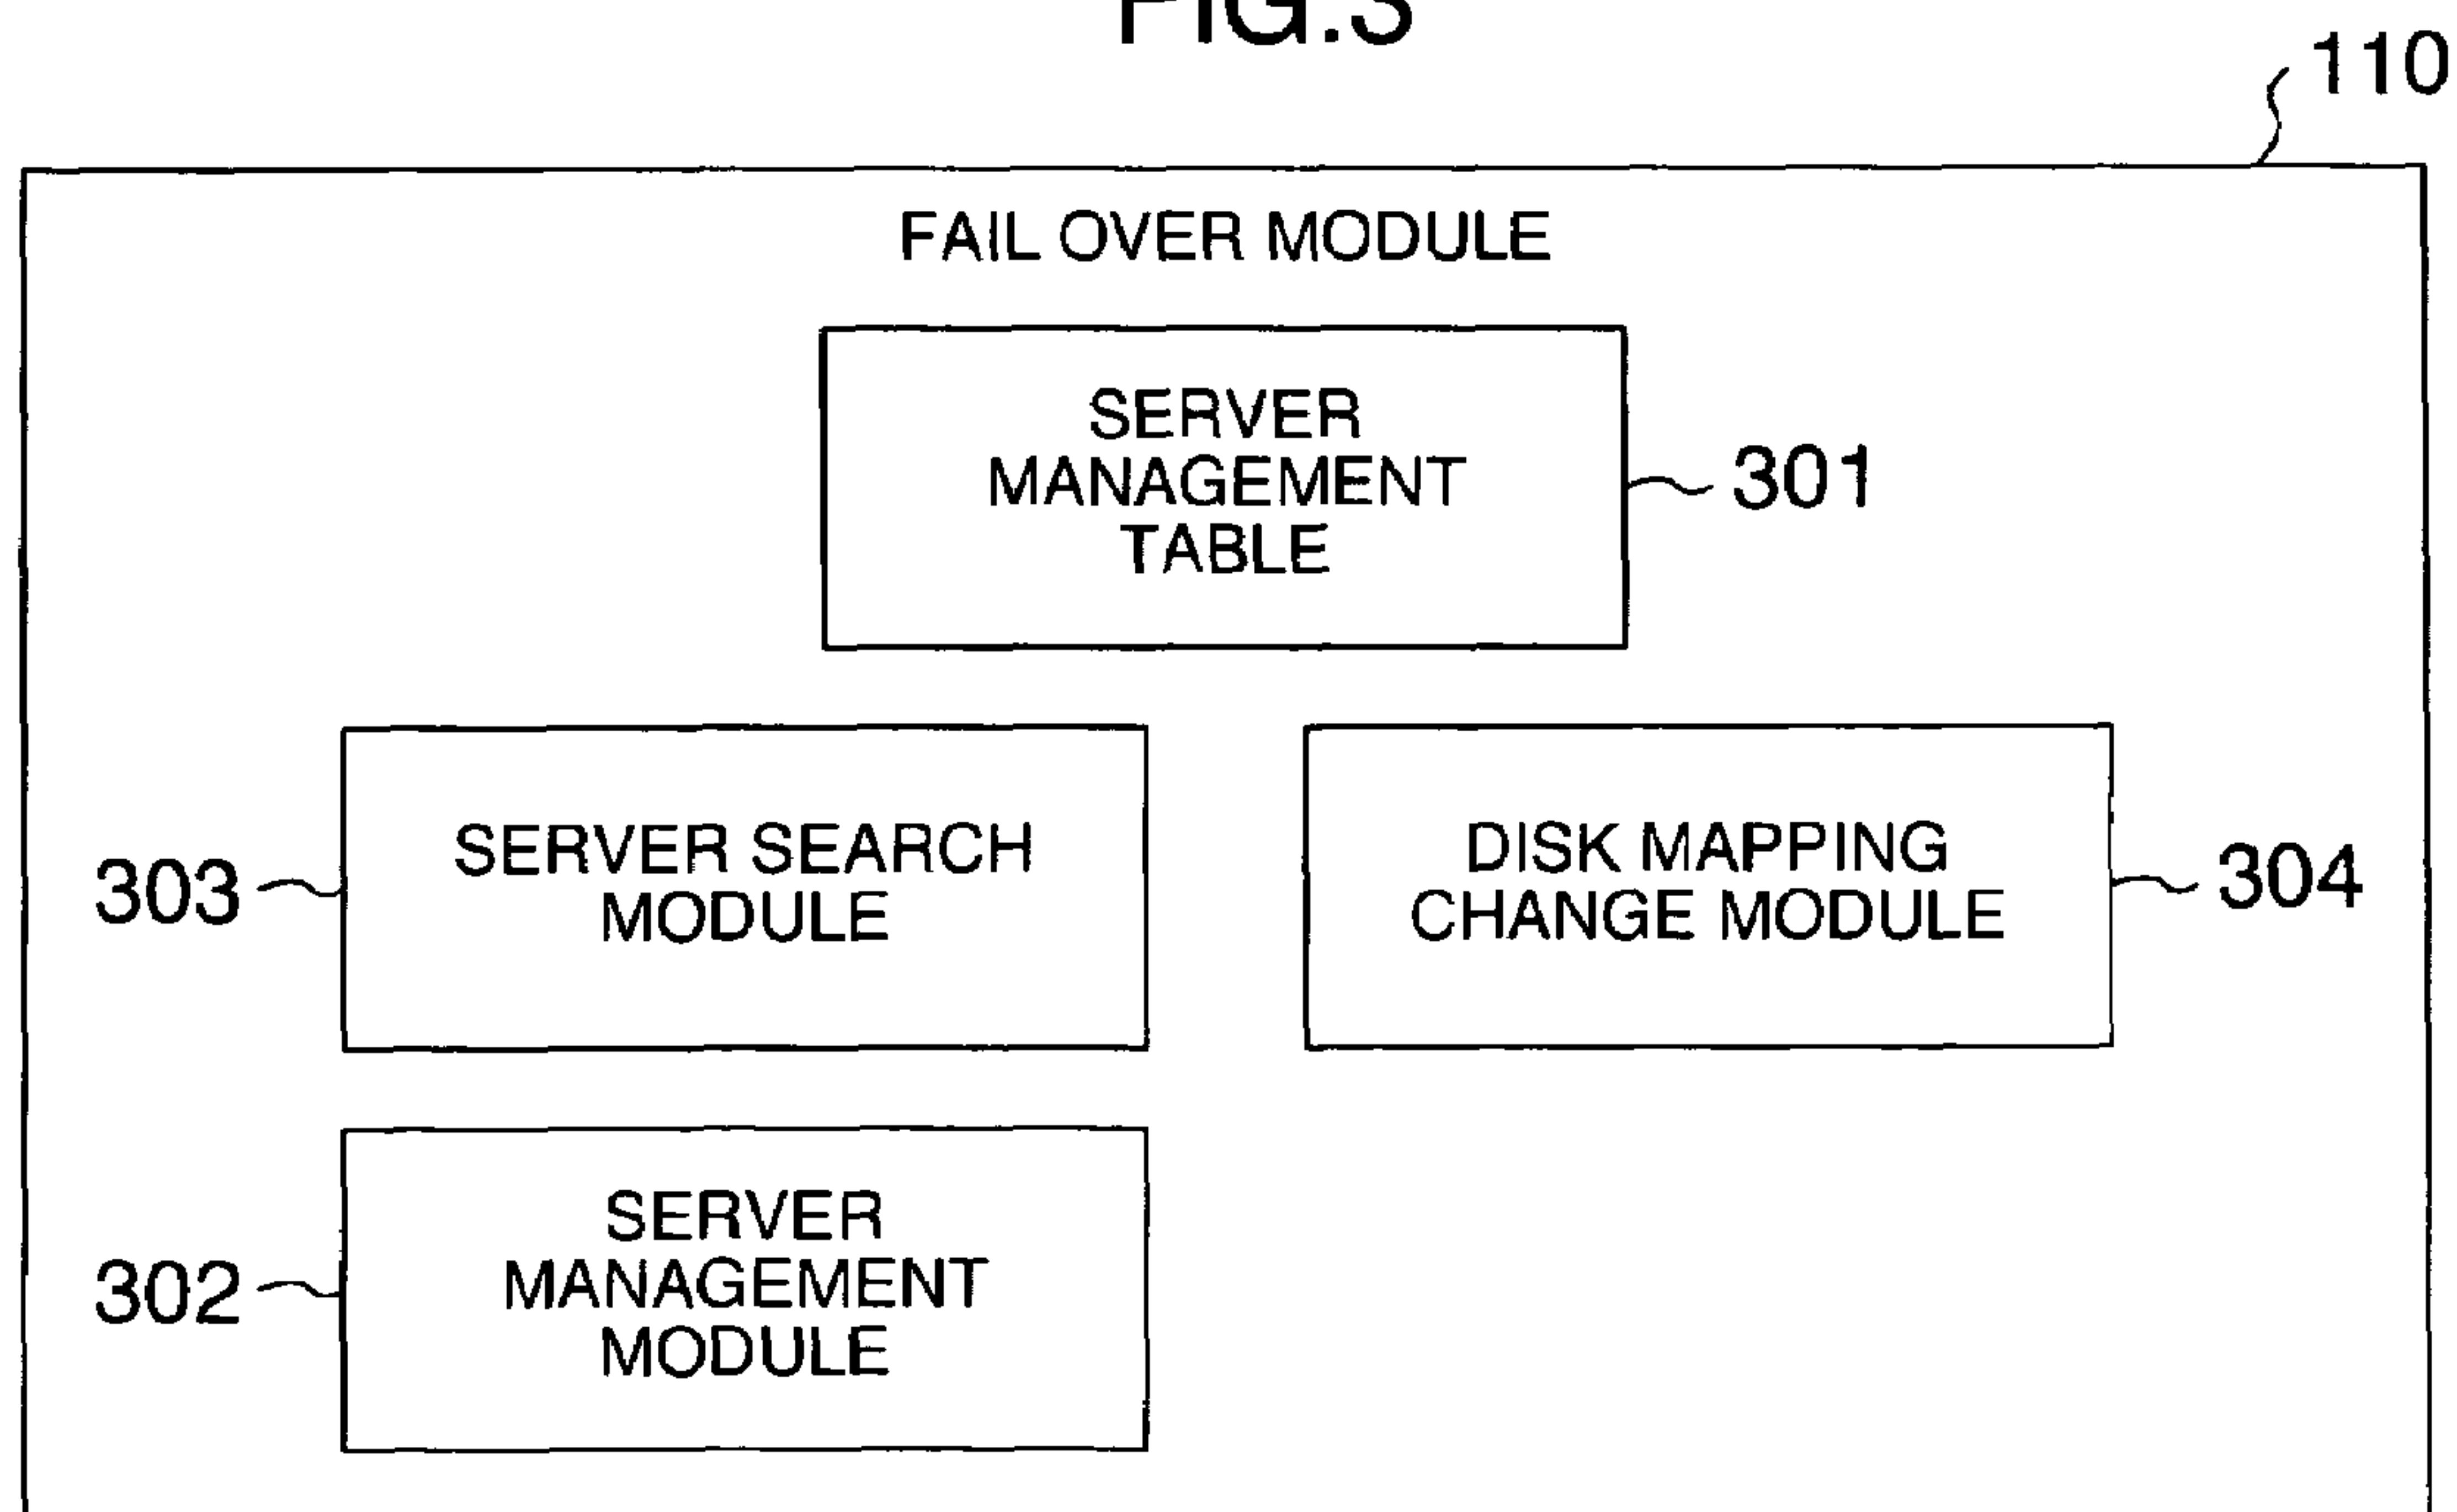 FIG.3
110
FAIL OVER MODULE
SERVER
MANAGEMENT
TABLE
301
303
SERVER SEARCH
MODULE
DISK MAPPING
CHANGE MODULE
304
302
SERVER
MANAGEMENT
MODULE